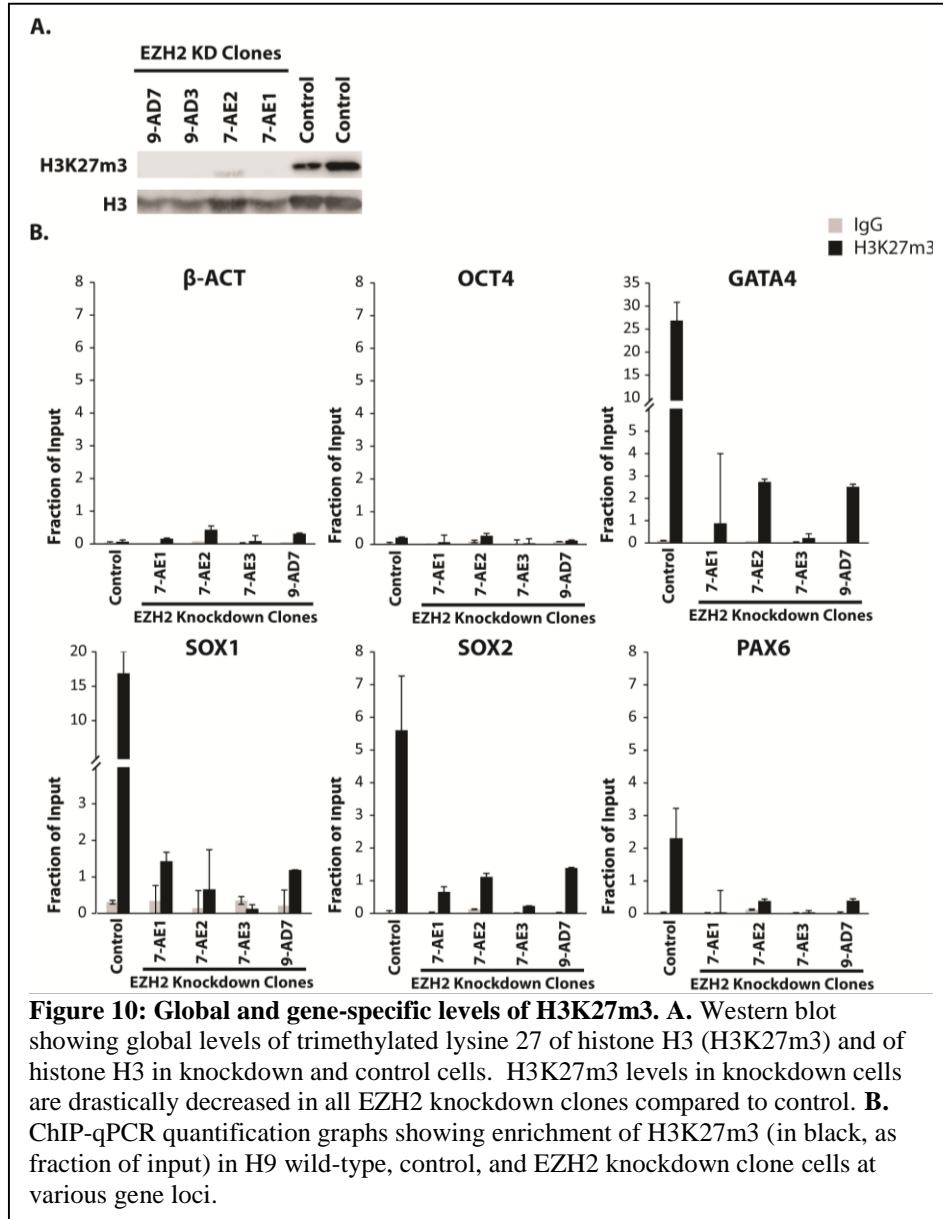 A.
EZH2 KD Clones
9-AD7
9-AD3
7-AE2
7-AE1
Control
Control
H3K27m3
H3
B.
IgG
H3K27m3
β-ACT
8
7
6
5
4
3
2
1
0
Fraction of Input
Control
7-AE1
7-AE2
7-AE3
9-AD7
EZH2 Knockdown Clones
OCT4
8
7
6
5
4
3
2
1
0
Fraction of Input
Control
7-AE1
7-AE2
7-AE3
9-AD7
EZH2 Knockdown Clones
GATA4
35
30
25
20
15
10
5
4
3
2
1
0
Fraction of Input
Control
7-AE1
7-AE2
7-AE3
9-AD7
EZH2 Knockdown Clones
SOX1
20
15
10
3
2
1
0
Fraction of Input
Control
7-AE1
7-AE2
7-AE3
9-AD7
EZH2 Knockdown Clones
SOX2
8
7
6
5
4
3
2
1
0
Fraction of Input
Control
7-AE1
7-AE2
7-AE3
9-AD7
EZH2 Knockdown Clones
PAX6
8
7
6
5
4
3
2
1
0
Fraction of Input
Control
7-AE1
7-AE2
7-AE3
9-AD7
EZH2 Knockdown Clones
Figure 10: Global and gene-specific levels of H3K27m3. A. Western blot
showing global levels of trimethylated lysine 27 of histone H3 (H3K27m3) and of
histone H3 in knockdown and control cells. H3K27m3 levels in knockdown cells
are drastically decreased in all EZH2 knockdown clones compared to control. B.
ChIP-qPCR quantification graphs showing enrichment of H3K27m3 (in black, as
fraction of input) in H9 wild-type, control, and EZH2 knockdown clone cells at
various gene loci.